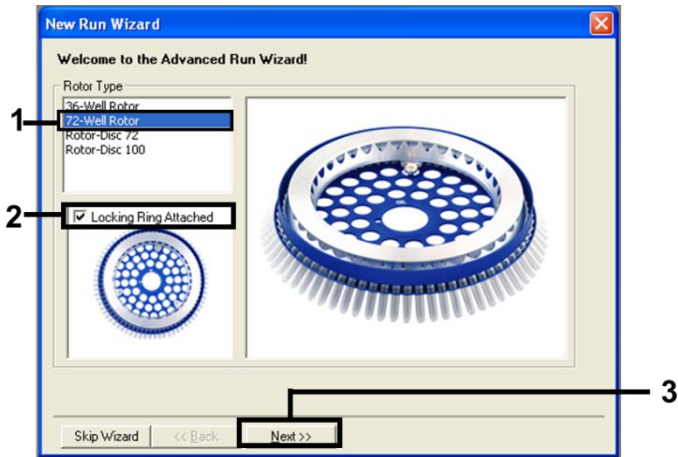 New Run Wizard
Welcome to the Advanced Run Wizard!
Rotor Type
36-Well Rotor
1
72-Well Rotor
Rotor-Disc 72
Rotor-Disc 100
2
Locking Ring Attached
3
Skip Wizard
<< Back
Next >>